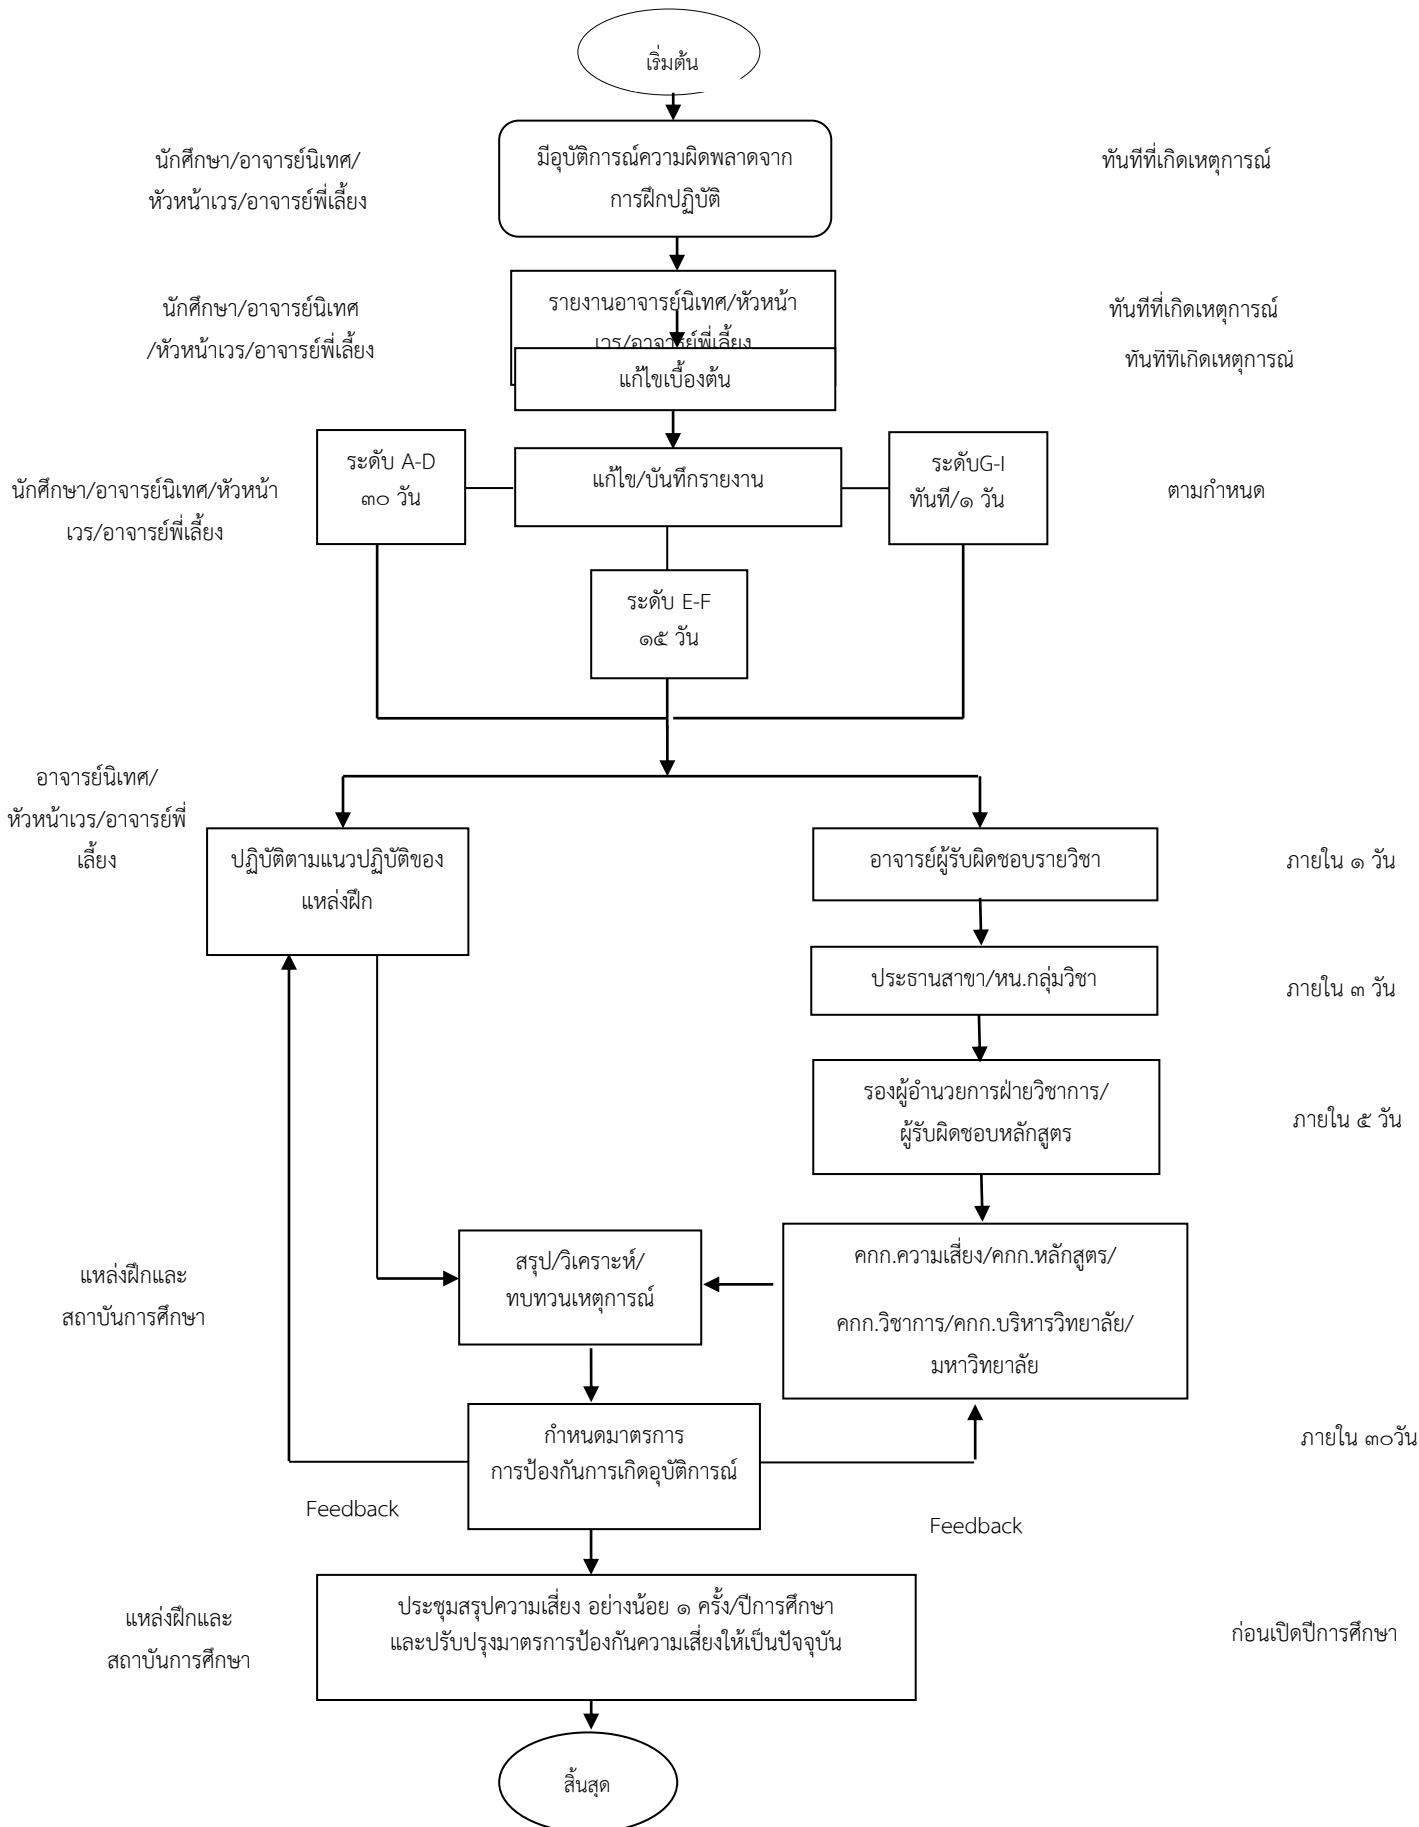 เริ่มต้น
นักศึกษา/อาจารย์นิเทศ/
หัวหน้าเวร/อาจารย์พี่เลี้ยง
มีอุบัติการณ์ความผิดพลาดจาก
การฝึกปฏิบัติ
ทันทีที่เกิดเหตุการณ์
นักศึกษา/อาจารย์นิเทศ
/หัวหน้าเวร/อาจารย์พี่เลี้ยง
รายงานอาจารย์นิเทศ/หัวหน้า
เวร/อาจารย์พี่เลี้ยง
ทันทีที่เกิดเหตุการณ์
แก้ไขเบื้องต้น
ทันทีที่เกิดเหตุการณ์
นักศึกษา/อาจารย์นิเทศ/หัวหน้า
เวร/อาจารย์พี่เลี้ยง
ระดับ A-D
๓๐ วัน
แก้ไข/บันทึกรายงาน
ระดับG-I
ทันที/๑ วัน
ตามกำหนด
ระดับ E-F
๑๕ วัน
อาจารย์นิเทศ/
หัวหน้าเวร/อาจารย์พี่
เลี้ยง
ปฏิบัติตามแนวปฏิบัติของ
แหล่งฝึก
อาจารย์ผู้รับผิดชอบรายวิชา
ภายใน ๑ วัน
ประธานสาขา/หน.กลุ่มวิชา
ภายใน ๓ วัน
รองผู้อำนวยการฝ่ายวิชาการ/
ผู้รับผิดชอบหลักสูตร
ภายใน ๕ วัน
แหล่งฝึกและ
สถาบันการศึกษา
สรุป/วิเคราะห์/
ทบทวนเหตุการณ์
คกก.ความเสี่ยง/คกก.หลักสูตร/
คกก.วิชาการ/คกก.บริหารวิทยาลัย/
มหาวิทยาลัย
กำหนดมาตรการ
การป้องกันการเกิดอุบัติการณ์
ภายใน ๓๐วัน
Feedback
Feedback
แหล่งฝึกและ
สถาบันการศึกษา
ประชุมสรุปความเสี่ยง อย่างน้อย ๑ ครั้ง/ปีการศึกษา
และปรับปรุงมาตรการป้องกันความเสี่ยงให้เป็นปัจจุบัน
ก่อนเปิดปีการศึกษา
สิ้นสุด